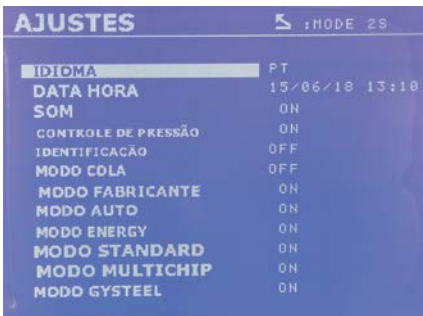 AJUSTES :MODE 2S
IDIOMA PT
DATA HORA 15/06/18 13:10
SOM ON
CONTROLE DE PRESSÃO ON
IDENTIFICAÇÃO OFF
MODO COLA OFF
MODO FABRICANTE ON
MODO AUTO ON
MODO ENERGY ON
MODO STANDARD ON
MODO MULTICHIP ON
MODO GYSTEEL ON